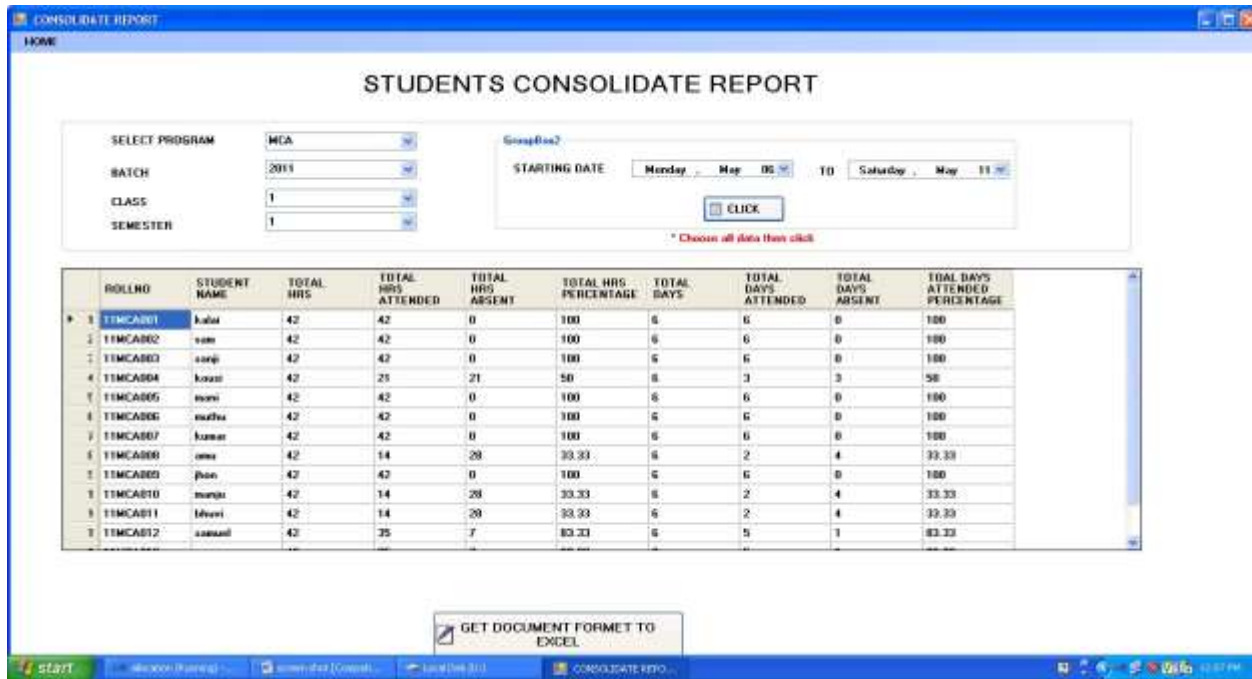 CONSOLIDATE REPORT
HOME
STUDENTS CONSOLIDATE REPORT
SELECT PROGRAM MCA
BATCH 2011
CLASS 1
SEMESTER 1
GroupBox2
STARTING DATE Monday , May 06 TO Saturday , May 11
CLICK
* Choose all data then click
ROLLNO STUDENT NAME TOTAL HRS TOTAL HRS ATTENDED TOTAL HRS ABSENT TOTAL HRS PERCENTAGE TOTAL DAYS TOTAL DAYS ATTENDED TOTAL DAYS ABSENT TOAL DAYS ATTENDED PERCENTAGE
1 11MCA001 kalai 42 42 0 100 6 6 0 100
2 11MCA002 sam 42 42 0 100 6 6 0 100
11MCA003 sanji 42 42 0 100 6 6 0 100
4 11MCA004 kousi 42 21 21 50 6 3 3 50
11MCA005 mani 42 42 0 100 6 6 0 100
11MCA006 muthu 42 42 0 100 6 6 0 100
11MCA007 kumar 42 42 0 100 6 6 0 100
11MCA008 42 14 28 33.33 6 2 4 33.33
11MCA009 jhon 42 42 0 100 6 6 0 100
11MCA010 manju 42 14 28 33.33 6 2 4 33.33
11MCA011 bhuvi 42 14 28 33.33 6 2 4 33.33
11MCA012 samuel 42 35 7 83.33 6 5 1 83.33
GET DOCUMENT FORMET TO
EXCEL
start CONSOLIDATE REPO... 12:07 PM